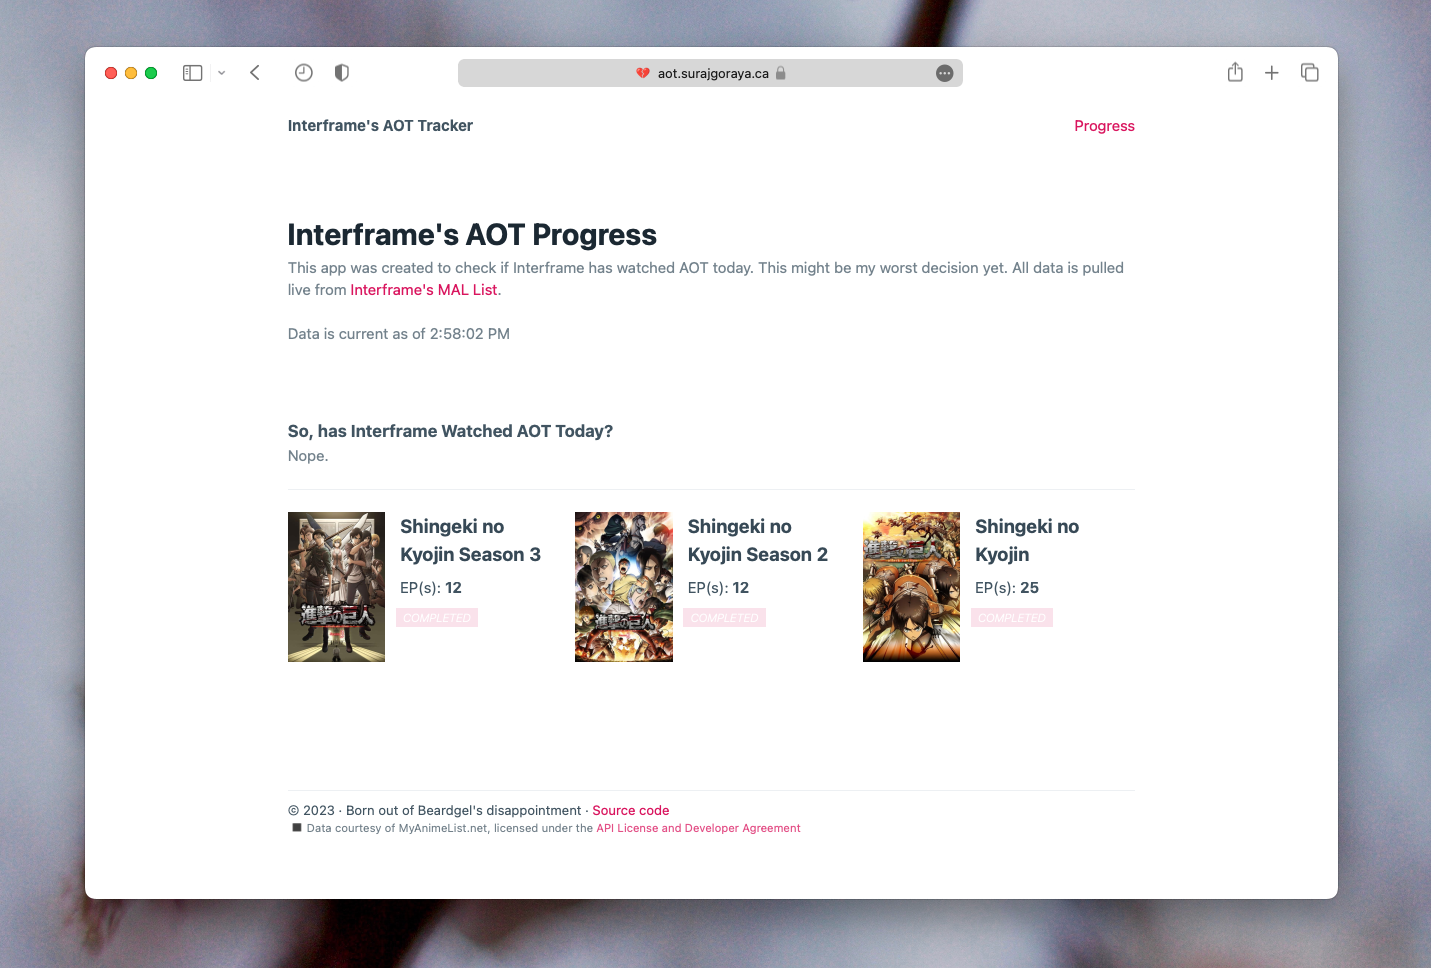 aot.surajgoraya.ca
Interframe's AOT Tracker
Progress
Interframe's AOT Progress
This app was created to check if Interframe has watched AOT today. This might be my worst decision yet. All data is pulled
live from Interframe's MAL List.
Data is current as of 2:58:02 PM
So, has Interframe Watched AOT Today?
Nope.
進撃の巨人
Shingeki no
Kyojin Season 3
EP(s): 12
COMPLETED
進撃の巨人
Shingeki no
Kyojin Season 2
EP(s): 12
COMPLETED
進撃の巨人
Shingeki no
Kyojin
EP(s): 25
COMPLETED
© 2023 · Born out of Beardgel's disappointment · Source code
Data courtesy of MyAnimeList.net, licensed under the API License and Developer Agreement